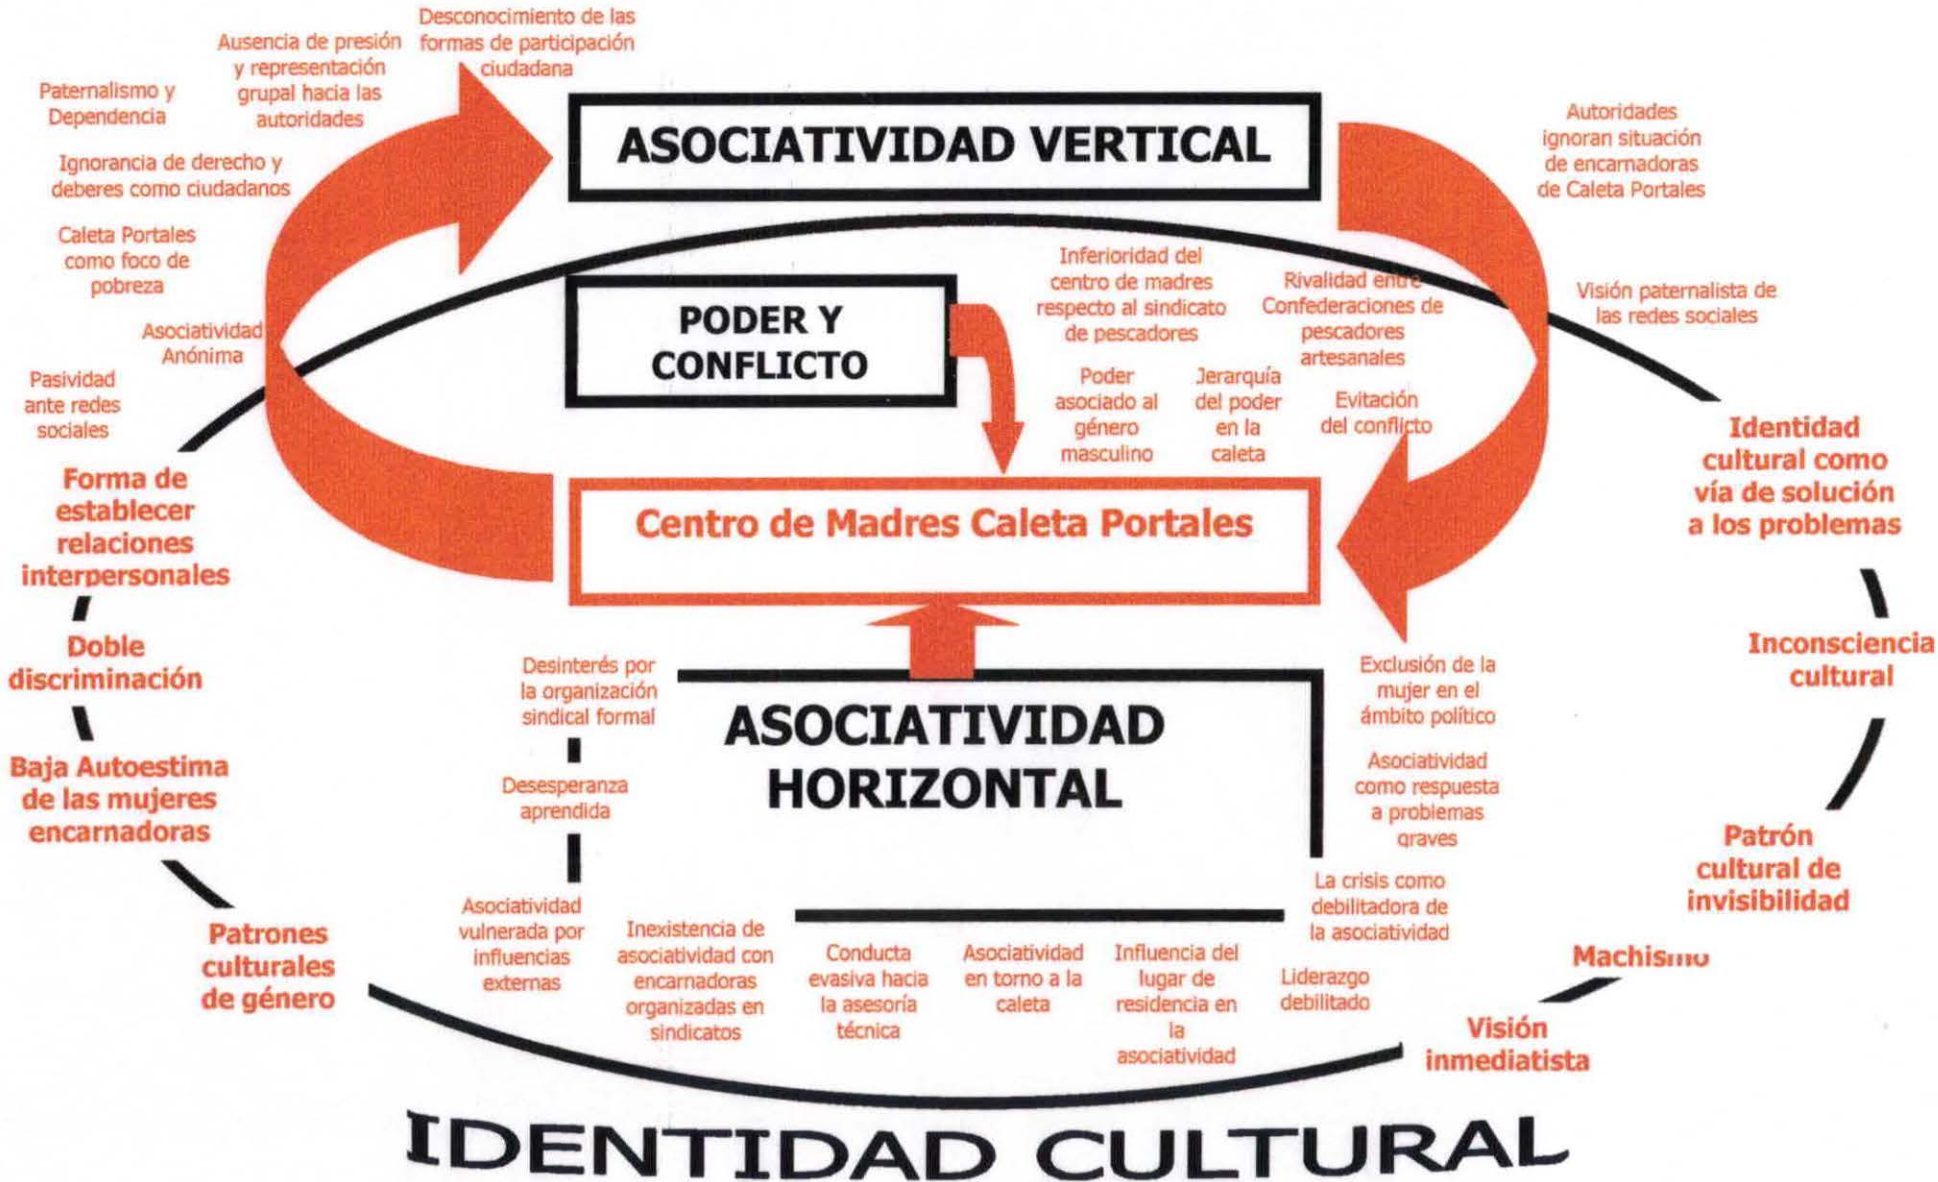 Desconocimiento de las
formas de participación
ciudadana
Ausencia de presión
y representación
grupal hacia las
autoridades
Paternalismo y
Dependencia
Ignorancia de derecho y
deberes como ciudadanos
Caleta Portales
como foco de
pobreza
Asociatividad
Anónima
Pasividad
ante redes
sociales
ASOCIATIVIDAD VERTICAL
Autoridades
ignoran situación
de encarnadoras
de Caleta Portales
Visión paternalista de
las redes sociales
PODER Y
CONFLICTO
Inferioridad del
centro de madres
respecto al sindicato
de pescadores
Rivalidad entre
Confederaciones de
pescadores
artesanales
Poder
asociado al
género
masculino
Jerarquía
del poder
en la
caleta
Evitación
del conflicto
Centro de Madres Caleta Portales
Forma de
establecer
relaciones
interpersonales
Doble
discriminación
Baja Autoestima
de las mujeres
encarnadoras
Patrones
culturales
de género
Identidad
cultural como
vía de solución
a los problemas
Inconsciencia
cultural
Patrón
cultural de
invisibilidad
Machismo
Visión
inmediatista
ASOCIATIVIDAD
HORIZONTAL
Desinterés por
la organización
sindical formal
Desesperanza
aprendida
Asociatividad
vulnerada por
influencias
externas
Inexistencia de
asociatividad con
encarnadoras
organizadas en
sindicatos
Conducta
evasiva hacia
la asesoría
técnica
Asociatividad
en torno a la
caleta
Influencia del
lugar de
residencia en
la
asociatividad
Liderazgo
debilitado
La crisis como
debilitadora de
la asociatividad
Asociatividad
como respuesta
a problemas
graves
Exclusión de la
mujer en el
ámbito político
IDENTIDAD CULTURAL